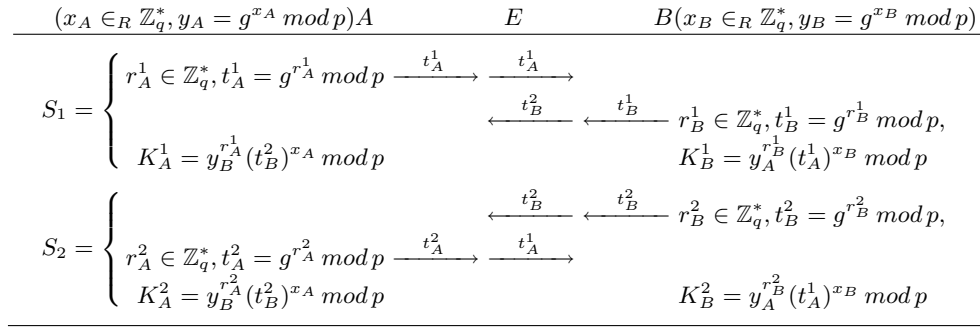 (x_A ∈_R ℤ_q^*, y_A = g^{x_A} mod p)A E B(x_B ∈_R ℤ_q^*, y_B = g^{x_B} mod p)
r_A^1 ∈ ℤ_q^*, t_A^1 = g^{r_A^1} mod p t_A^1 t_A^1
S_1 = { t_B^2 t_B^1 r_B^1 ∈ ℤ_q^*, t_B^1 = g^{r_B^1} mod p,
K_A^1 = y_B^{r_A^1}(t_B^2)^{x_A} mod p K_B^1 = y_A^{r_B^1}(t_A^1)^{x_B} mod p
t_B^2 t_B^2 r_B^2 ∈ ℤ_q^*, t_B^2 = g^{r_B^2} mod p,
S_2 = { r_A^2 ∈ ℤ_q^*, t_A^2 = g^{r_A^2} mod p t_A^2 t_A^1
K_A^2 = y_B^{r_A^2}(t_B^2)^{x_A} mod p K_B^2 = y_A^{r_B^2}(t_A^1)^{x_B} mod p